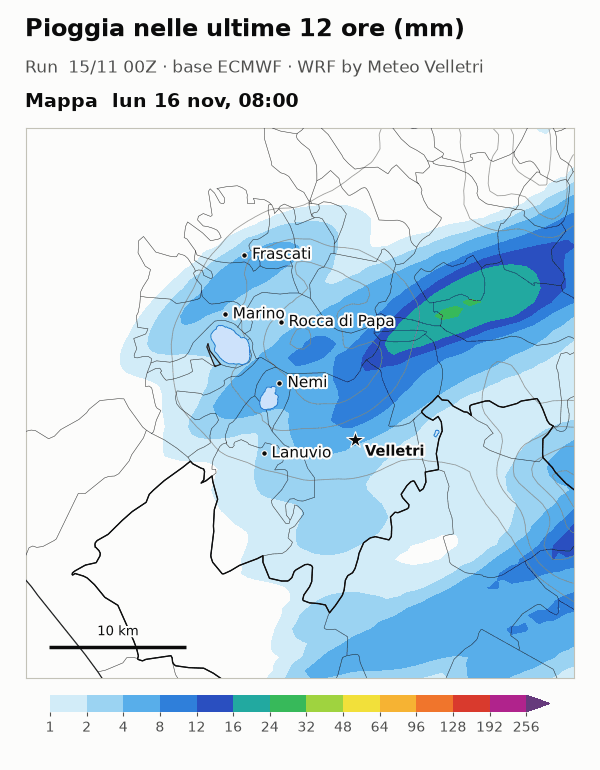 Pioggia nelle ultime 12 ore (mm)
Run  15/11 00Z · base ECMWF · WRF by Meteo Velletri
Mappa  lun 16 nov, 08:00
Frascati
Marino
Rocca di Papa
Nemi
Velletri
Lanuvio
10 km
1 2 4 8 12 16 24 32 48 64 96 128 192 256